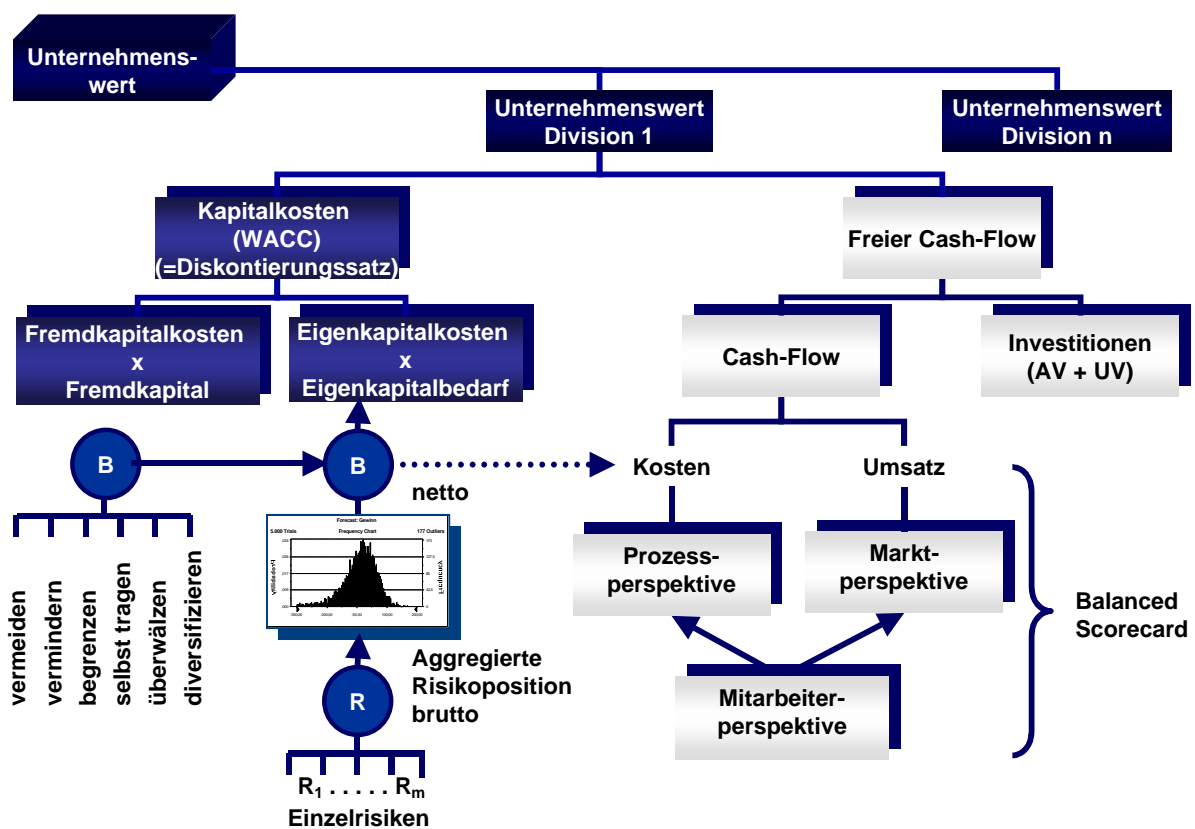 Unternehmens-
wert
Unternehmenswert
Division 1
Unternehmenswert
Division n
Kapitalkosten
(WACC)
(=Diskontierungssatz)
Freier Cash-Flow
Fremdkapitalkosten
x
Fremdkapital
Eigenkapitalkosten
x
Eigenkapitalbedarf
Cash-Flow
Investitionen
(AV + UV)
B
B
netto
Kosten
Umsatz
vermeiden
vermindern
begrenzen
selbst tragen
überwälzen
diversifizieren
Forecast: Gewinn
5.000 Trials
Frequency Chart
177 Outliers
Prozess-
perspektive
Markt-
perspektive
Balanced
Scorecard
Aggregierte
Risikoposition
brutto
R
Mitarbeiter-
perspektive
R1 . . . . . Rm
Einzelrisiken